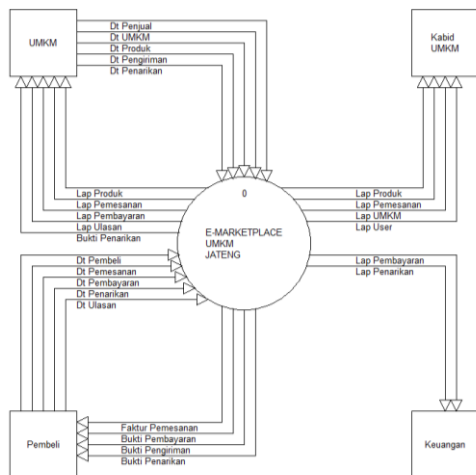 UMKM
Dt Penjual
Dt UMKM
Dt Produk
Dt Pengiriman
Dt Penarikan
Kabid
UMKM
Lap Produk
Lap Pemesanan
Lap Pembayaran
Lap Ulasan
Bukti Penarikan
0
E-MARKETPLACE
UMKM
JATENG
Lap Produk
Lap Pemesanan
Lap UMKM
Lap User
Dt Pembeli
Dt Pemesanan
Dt Pembayaran
Dt Penarikan
Dt Ulasan
Lap Pembayaran
Lap Penarikan
Pembeli
Faktur Pemesanan
Bukti Pembayaran
Bukti Pengiriman
Bukti Penarikan
Keuangan